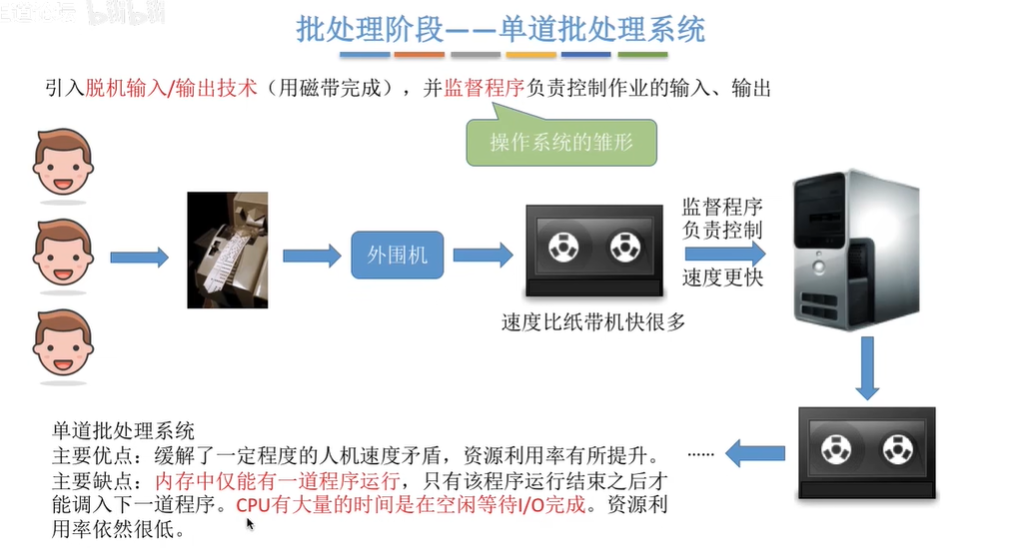 批处理阶段——单道批处理系统
引入脱机输入/输出技术（用磁带完成），并监督程序负责控制作业的输入、输出
操作系统的雏形
监督程序
负责控制
外围机
速度更快
速度比纸带机快很多
单道批处理系统
主要优点：缓解了一定程度的人机速度矛盾，资源利用率有所提升。
主要缺点：内存中仅能有一道程序运行，只有该程序运行结束之后才
能调入下一道程序。CPU有大量的时间是在空闲等待I/O完成。资源利
用率依然很低。
······